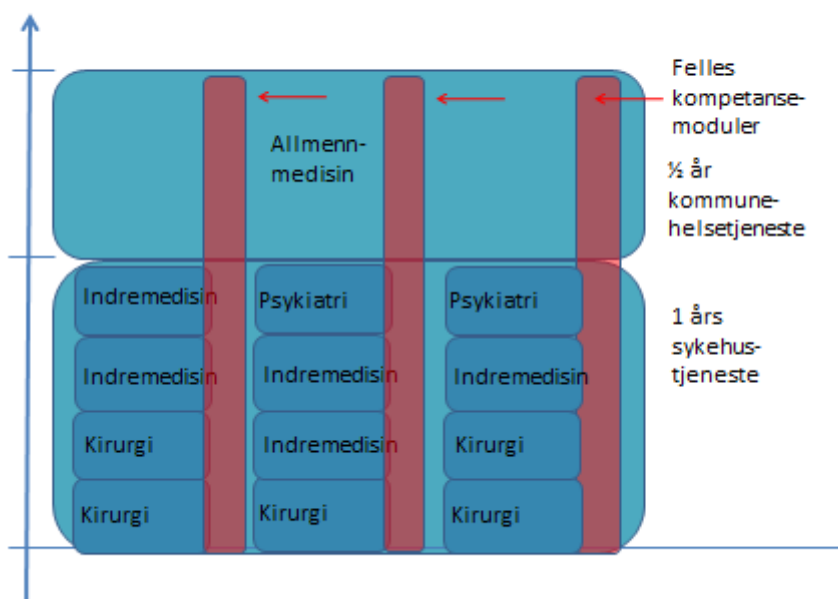 Felles
kompetanse-
moduler
Allmenn-
medisin
½ år
kommune-
helsetjeneste
Indremedisin
Psykiatri
Psykiatri
1 års
sykehus-
tjeneste
Indremedisin
Indremedisin
Indremedisin
Kirurgi
Indremedisin
Kirurgi
Kirurgi
Kirurgi
Kirurgi